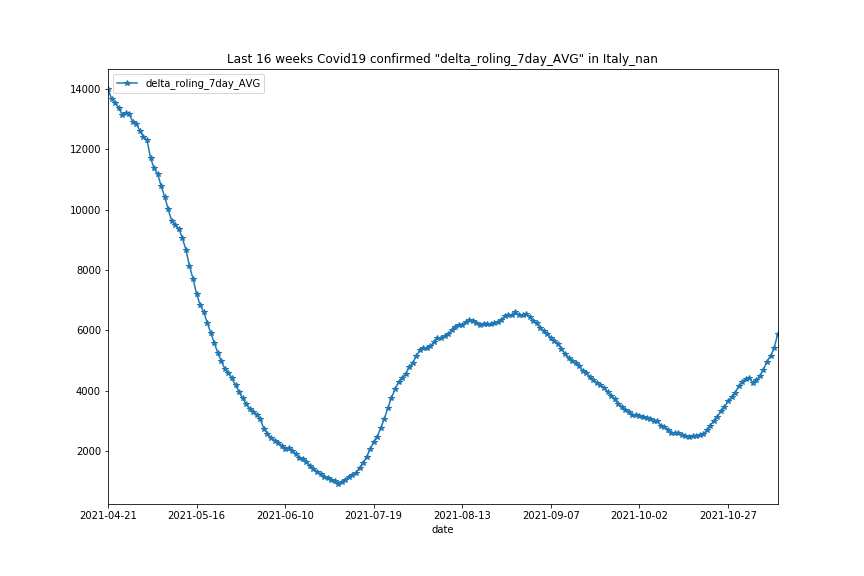 Last 16 weeks Covid19 confirmed "delta_roling_7day_AVG" in Italy_nan
delta_roling_7day_AVG
14000
12000
10000
8000
6000
4000
2000
2021-04-21 2021-05-16 2021-06-10 2021-07-19 2021-08-13 2021-09-07 2021-10-02 2021-10-27
date